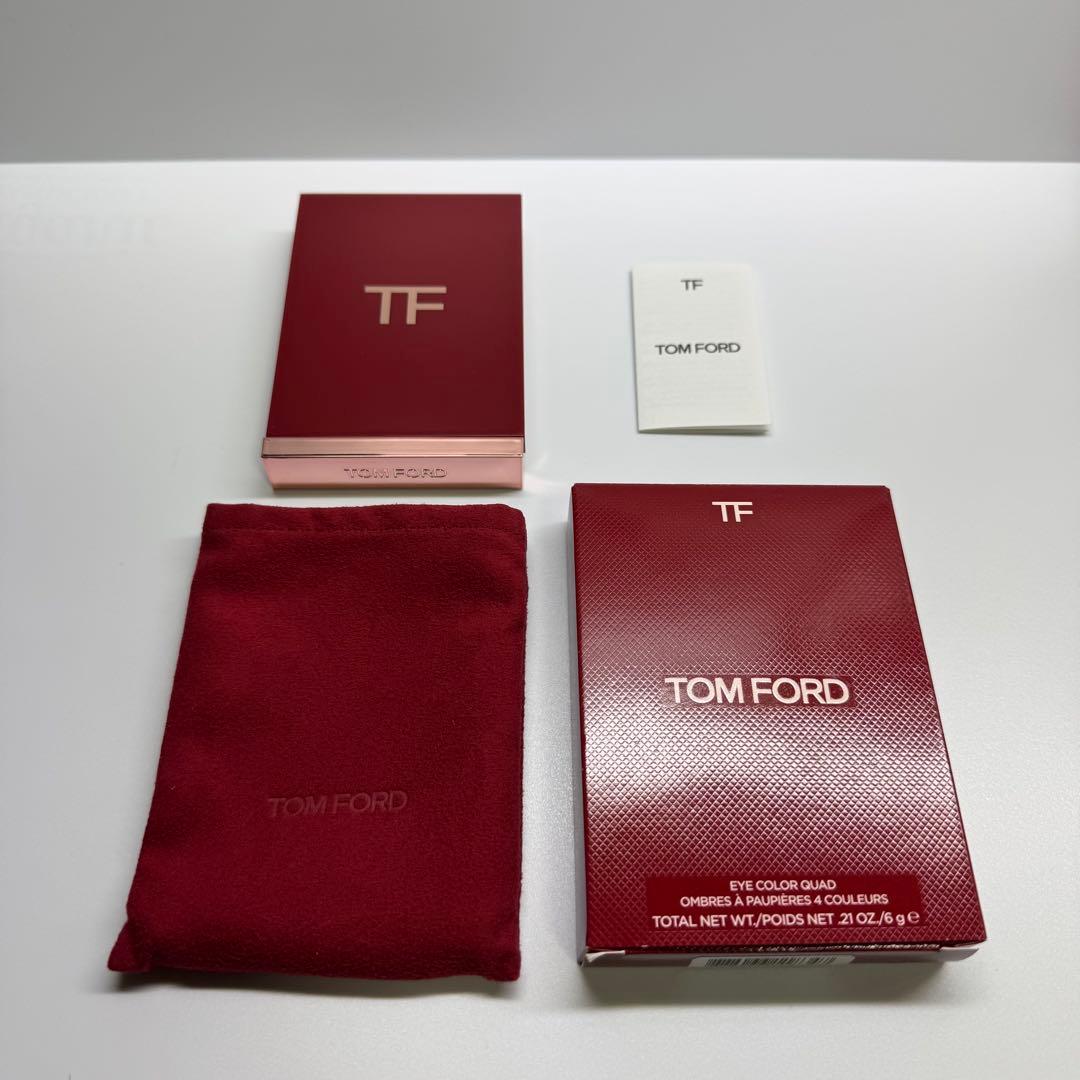 TF
TOM FORD
TF
TOM FORD
TOM FORD
TF
TOM FORD
EYE COLOR QUAD
OMBRES À PAUPIÈRES 4 COULEURS
TOTAL NET WT./POIDS NET .21 OZ./6 g ℮